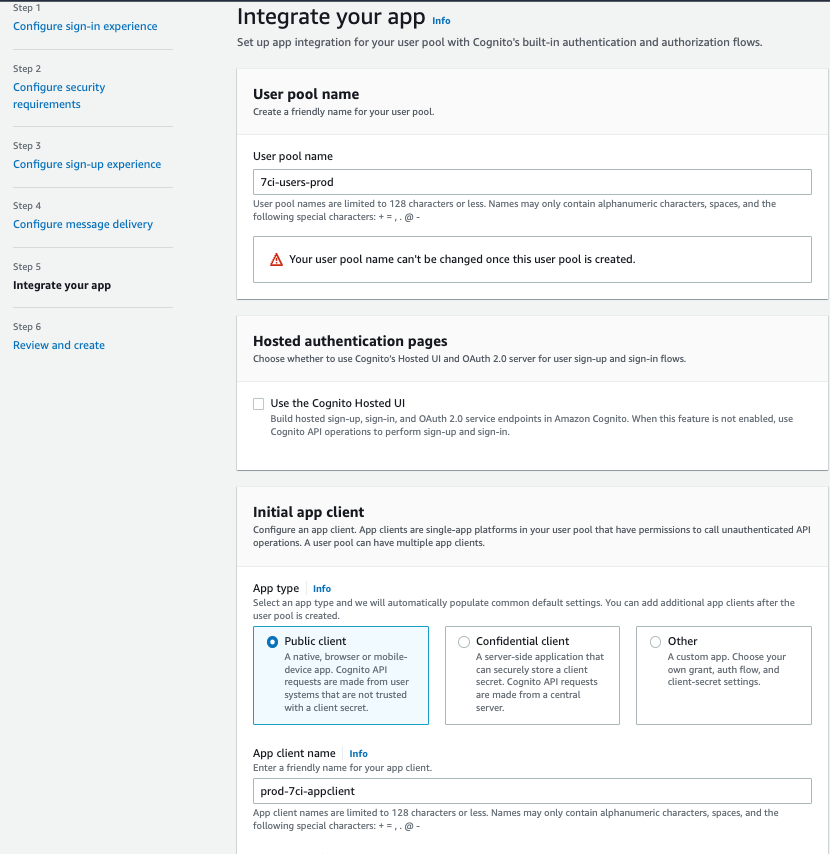 Step 1
Configure sign-in experience
Step 2
Configure security
requirements
Step 3
Configure sign-up experience
Step 4
Configure message delivery
Step 5
Integrate your app
Step 6
Review and create
Integrate your app Info
Set up app integration for your user pool with Cognito's built-in authentication and authorization flows.
User pool name
Create a friendly name for your user pool.
User pool name
7ci-users-prod
User pool names are limited to 128 characters or less. Names may only contain alphanumeric characters, spaces, and the
following special characters: + = , . @ -
Your user pool name can't be changed once this user pool is created.
Hosted authentication pages
Choose whether to use Cognito's Hosted UI and OAuth 2.0 server for user sign-up and sign-in flows.
Use the Cognito Hosted UI
Build hosted sign-up, sign-in, and OAuth 2.0 service endpoints in Amazon Cognito. When this feature is not enabled, use
Cognito API operations to perform sign-up and sign-in.
Initial app client
Configure an app client. App clients are single-app platforms in your user pool that have permissions to call unauthenticated API
operations. A user pool can have multiple app clients.
App type Info
Select an app type and we will automatically populate common default settings. You can add additional app clients after the
user pool is created.
Public client
A native, browser or mobile-
device app. Cognito API
requests are made from user
systems that are not trusted
with a client secret.
Confidential client
A server-side application that
can securely store a client
secret. Cognito API requests
are made from a central
server.
Other
A custom app. Choose your
own grant, auth flow, and
client-secret settings.
App client name Info
Enter a friendly name for your app client.
prod-7ci-appclient
App client names are limited to 128 characters or less. Names may only contain alphanumeric characters, spaces, and the
following special characters: + = , . @ -